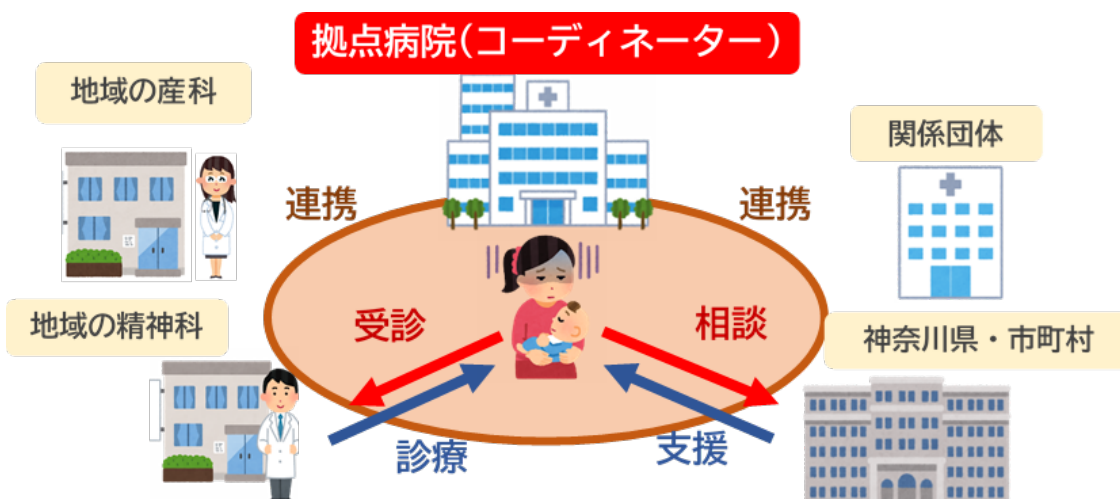 拠点病院(コーディネーター)
地域の産科
関係団体
連携
連携
地域の精神科
受診
相談
神奈川県・市町村
診療
支援